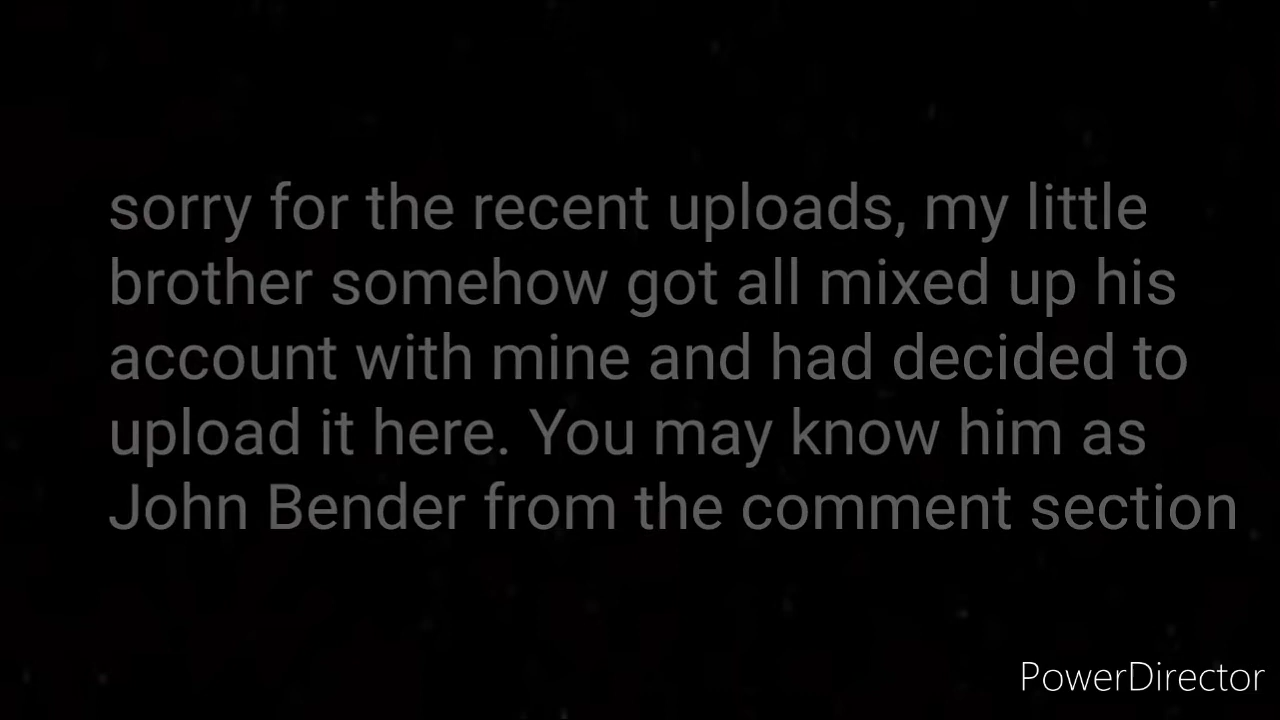 sorry for the recent uploads, my little
brother somehow got all mixed up his
account with mine and had decided to
upload it here. You may know him as
John Bender from the comment section
PowerDirector